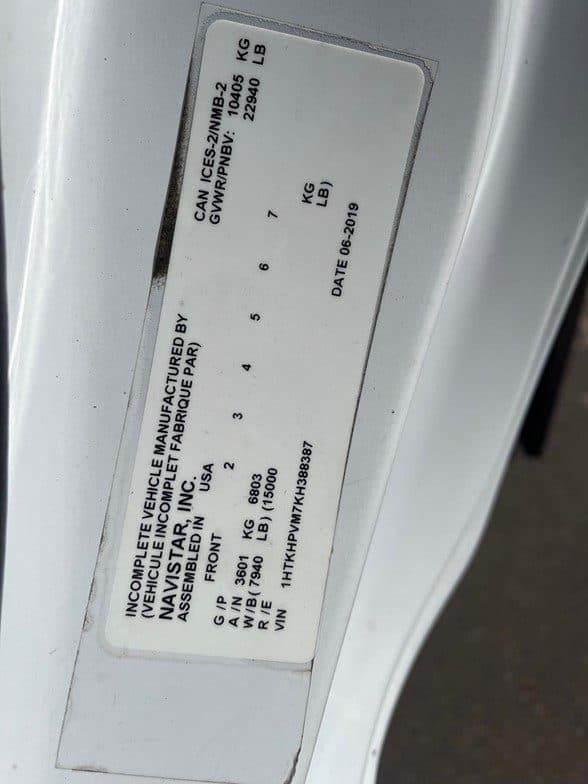 INCOMPLETE VEHICLE MANUFACTURED BY
(VEHICULE INCOMPLET FABRIQUE PAR)
NAVISTAR, INC.
ASSEMBLED IN USA
CAN ICES-2/NMB-2
GVWR/PNBV: 10405 KG
22940 LB
G/P FRONT 2 3 4 5 6 7
A/N 3601 KG 6803 KG
W/B(7940 LB)(15000 LB)
R/E
VIN 1HTKHPVM7KH388387 DATE 06-2019